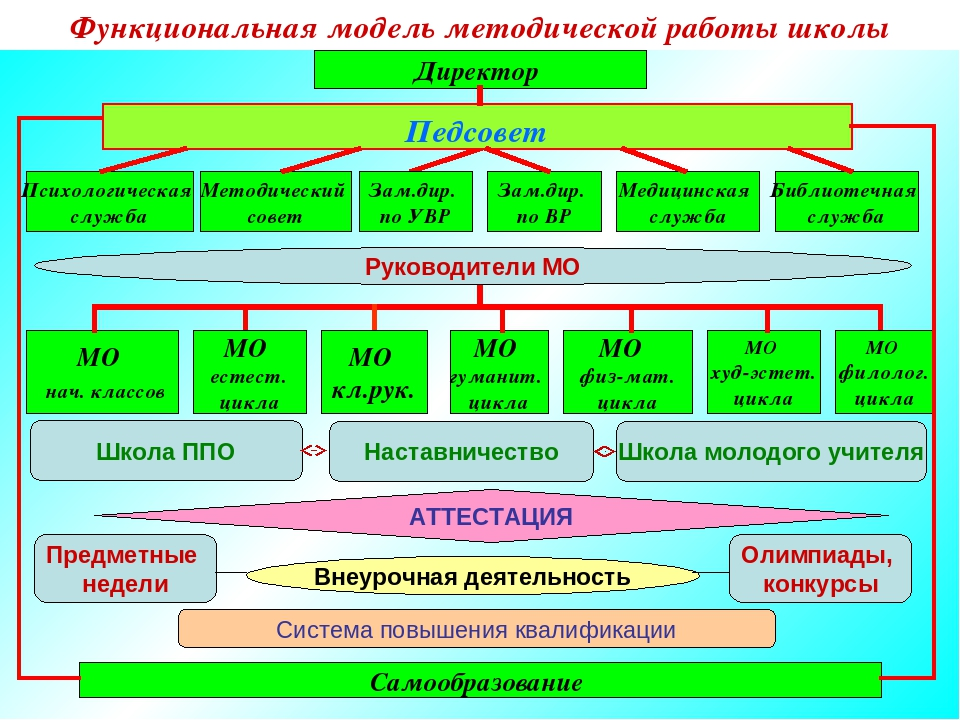 Функциональная модель методической работы школы
Директор
Педсовет
Психологическая
служба
Методический
совет
Зам.дир.
по УВР
Зам.дир.
по ВР
Медицинская
служба
Библиотечная
служба
Руководители МО
МО
нач. классов
МО
естест.
цикла
МО
кл.рук.
МО
гуманит.
цикла
МО
физ-мат.
цикла
МО
худ-эстет.
цикла
МО
филолог.
цикла
Школа ППО
Наставничество
Школа молодого учителя
АТТЕСТАЦИЯ
Предметные
недели
Внеурочная деятельность
Олимпиады,
конкурсы
Система повышения квалификации
Самообразование